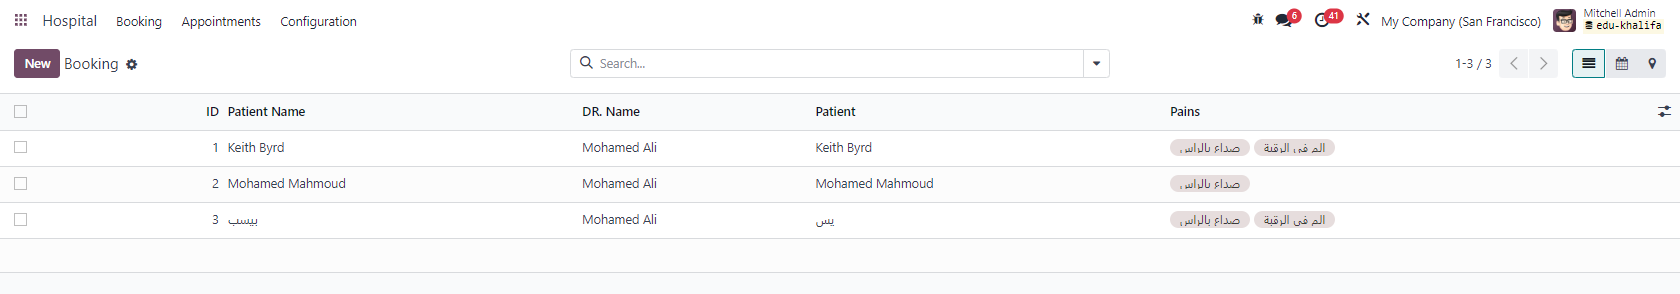 Hospital Booking Appointments Configuration 6 41 My Company (San Francisco) Mitchell Admin
edu-khalifa
New Booking Search... 1-3 / 3
ID Patient Name DR. Name Patient Pains
1 Keith Byrd Mohamed Ali Keith Byrd صداع بالراس الم في الرقبة
2 Mohamed Mahmoud Mohamed Ali Mohamed Mahmoud صداع بالراس
3 بيسب Mohamed Ali يس صداع بالراس الم في الرقبة